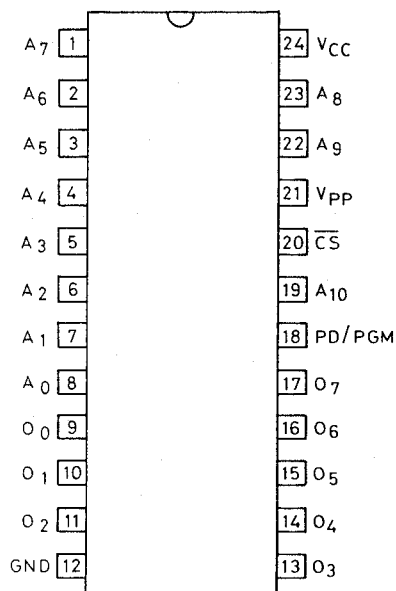 A7 1 24 VCC
A6 2 23 A8
A5 3 22 A9
A4 4 21 VPP
A3 5 20 C̅S̅
A2 6 19 A10
A1 7 18 PD/PGM
A0 8 17 O7
O0 9 16 O6
O1 10 15 O5
O2 11 14 O4
GND 12 13 O3